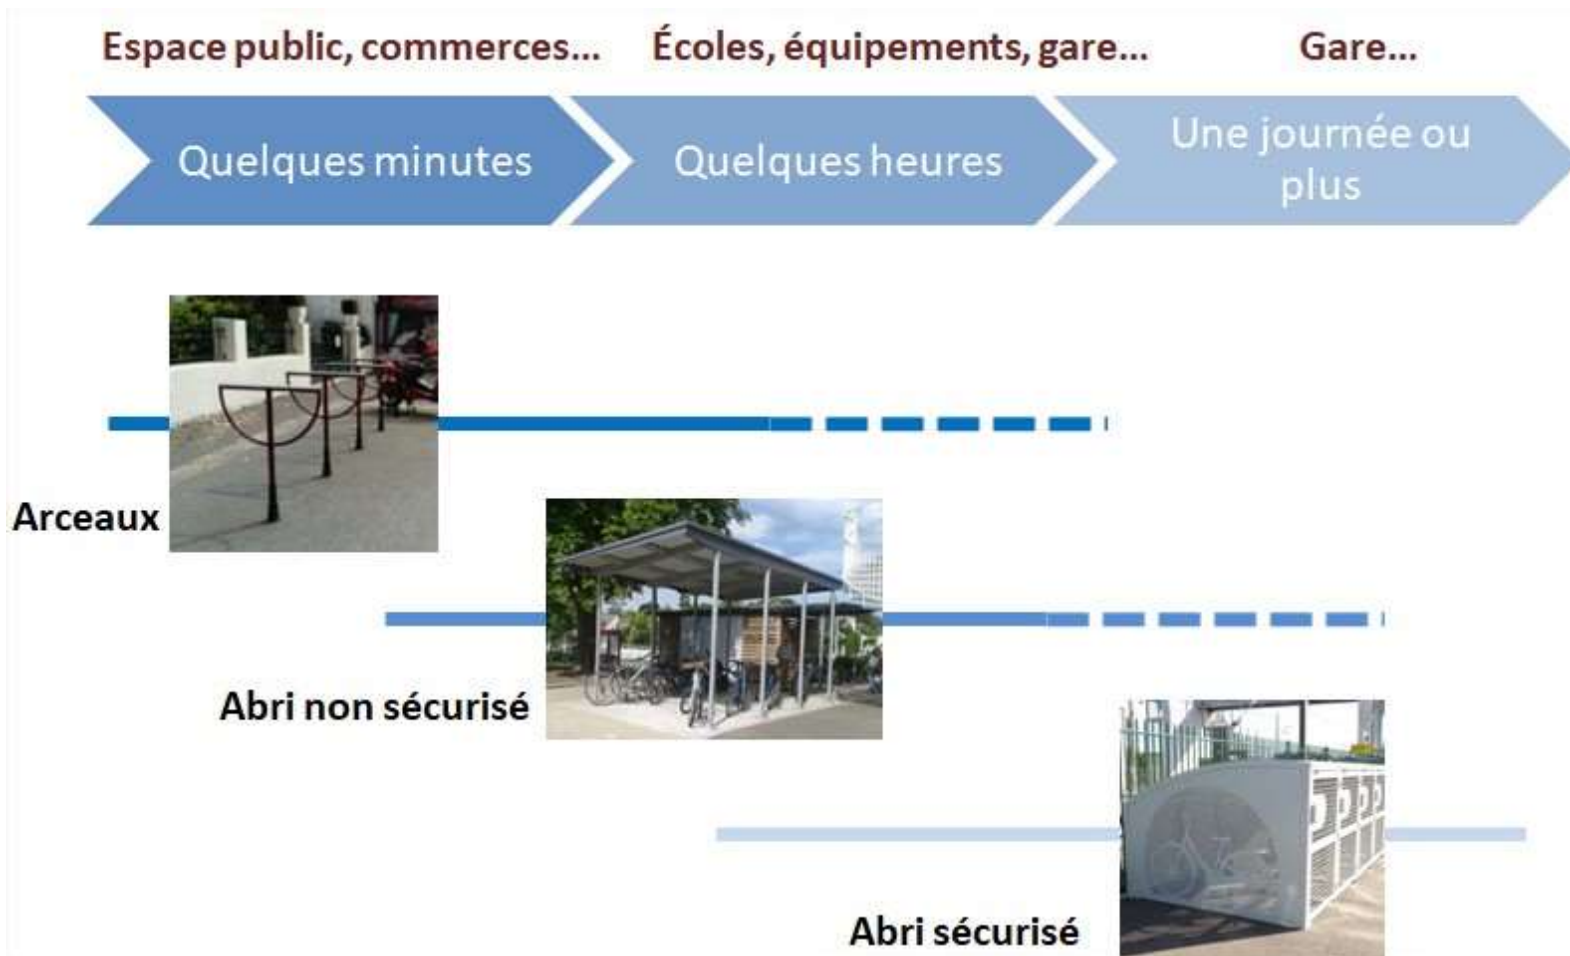 Espace public, commerces...
Écoles, équipements, gare...
Gare...
Quelques minutes
Quelques heures
Une journée ou
plus
Arceaux
Abri non sécurisé
Abri sécurisé